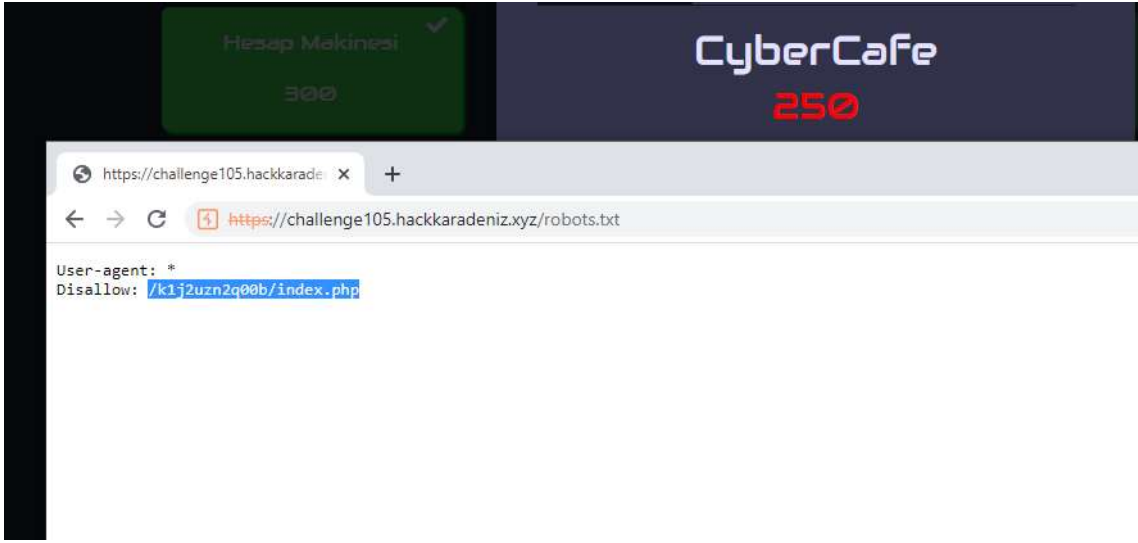 Hesap Makinesi
300
CyberCafe
250
https://challenge105.hackkarade
https://challenge105.hackkaradeniz.xyz/robots.txt
User-agent: *
Disallow: /k1j2uzn2q00b/index.php